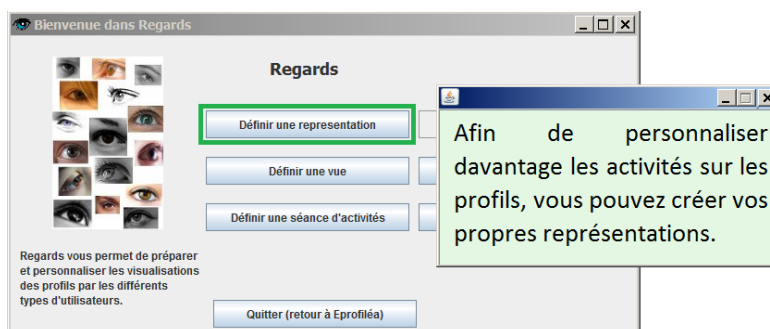 Bienvenue dans Regards
Regards
Définir une representation
Définir une vue
Définir une séance d'activités
Afin de personnaliser
davantage les activités sur les
profils, vous pouvez créer vos
propres représentations.
Regards vous permet de préparer
et personnaliser les visualisations
des profils par les différents
types d'utilisateurs.
Quitter (retour à Eprofiléa)